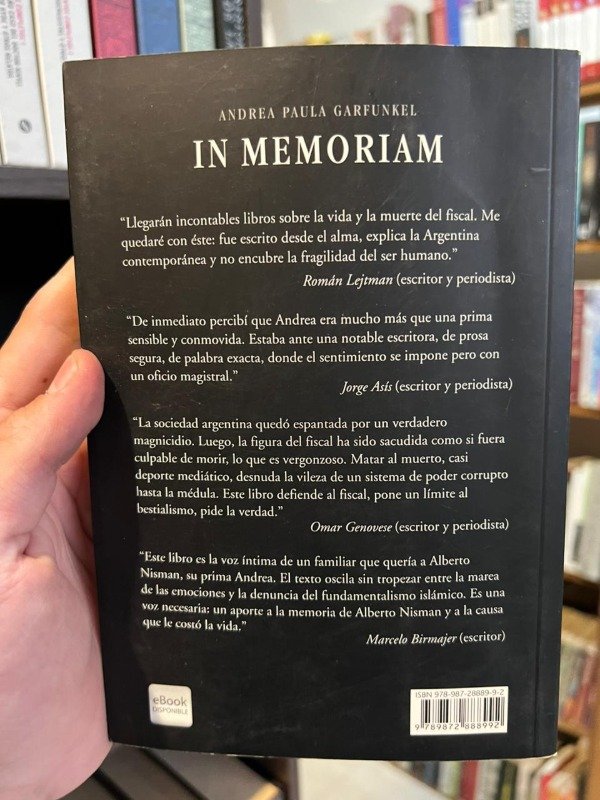 ANDREA PAULA GARFUNKEL
IN MEMORIAM
“Llegarán incontables libros sobre la vida y la muerte del fiscal. Me
quedaré con éste: fue escrito desde el alma, explica la Argentina
contemporánea y no encubre la fragilidad del ser humano.”
Román Lejtman (escritor y periodista)
“De inmediato percibí que Andrea era mucho más que una prima
sensible y conmovida. Estaba ante una notable escritora, de prosa
segura, de palabra exacta, donde el sentimiento se impone pero con
un oficio magistral.”
Jorge Asís (escritor y periodista)
“La sociedad argentina quedó espantada por un verdadero
magnicidio. Luego, la figura del fiscal ha sido sacudida como si fuera
culpable de morir, lo que es vergonzoso. Matar al muerto, casi
deporte mediático, desnuda la vileza de un sistema de poder corrupto
hasta la médula. Este libro defiende al fiscal, pone un límite al
bestialismo, pide la verdad.”
Omar Genovese (escritor y periodista)
“Este libro es la voz íntima de un familiar que quería a Alberto
Nisman, su prima Andrea. El texto oscila sin tropezar entre la marea
de las emociones y la denuncia del fundamentalismo islámico. Es una
voz necesaria: un aporte a la memoria de Alberto Nisman y a la causa
que le costó la vida.”
Marcelo Birmajer (escritor)
eBook
DISPONIBLE
ISBN 978-987-28889-9-2
9 789872 888992